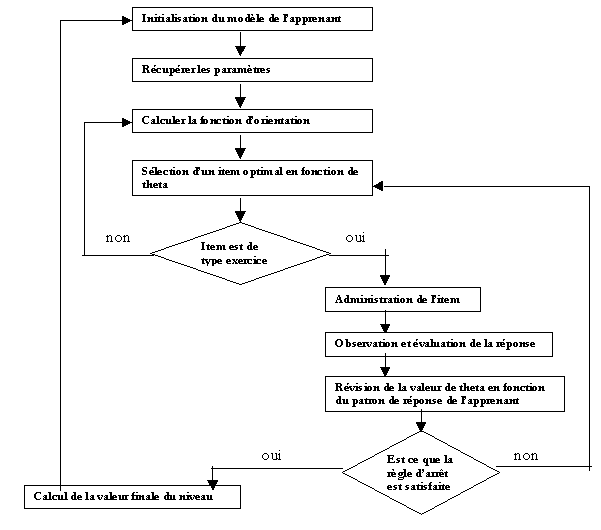 Initialisation du modèle de l'apprenant
Récupérer les paramètres
Calculer la fonction d'orientation
Sélection d'un item optimal en fonction de
theta
non
oui
Item est de
type exercice
Administration de l'item
Observation et évaluation de la réponse
Révision de la valeur de theta en fonction
du patron de réponse de l'apprenant
oui
Est ce que la
règle d'arrêt
est satisfaite
non
Calcul de la valeur finale du niveau